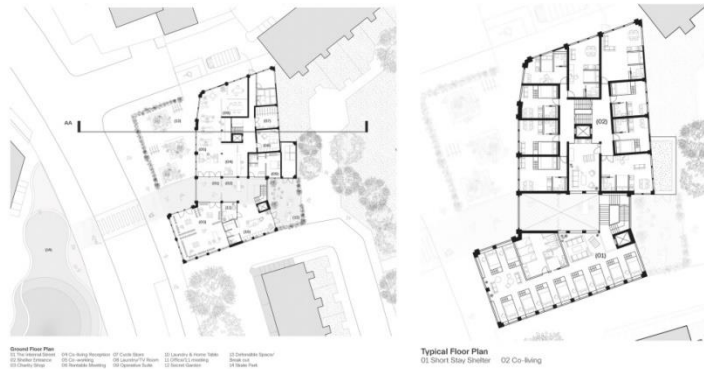 AA
(02)
(01)
Ground Floor Plan
01 The Internal Street 04 Co-living Reception 07 Cycle Store 10 Laundry & Home Table 13 Defensible Space/
02 Shelter Entrance 05 Co-working 08 Laundry/TV Room 11 Office/1:1 meeting Break out
03 Charity Shop 06 Rentable Meeting 09 Operative Suite 12 Secret Garden 14 Skate Park
Typical Floor Plan
01 Short Stay Shelter 02 Co-living